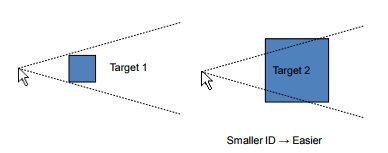 Target 1
Target 2
Smaller ID → Easier